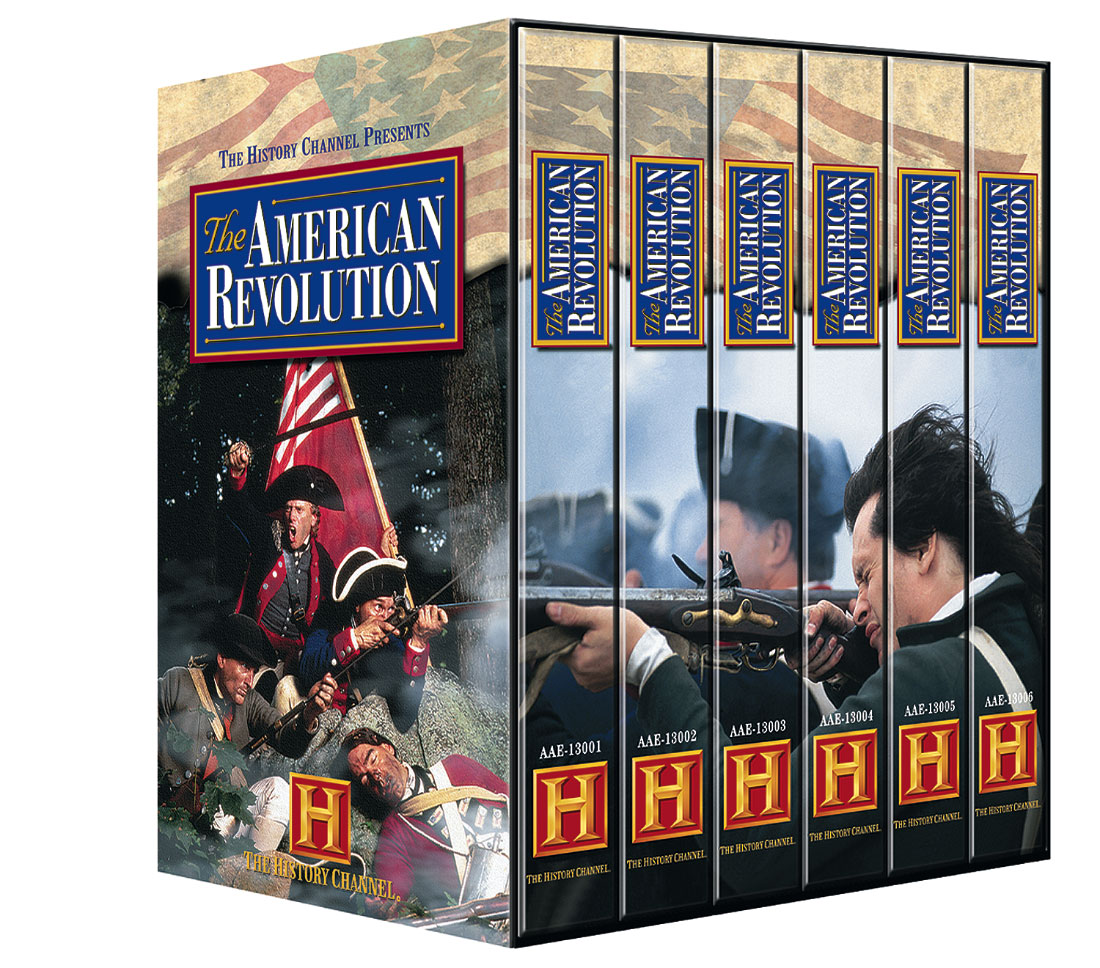 THE HISTORY CHANNEL PRESENTS
The AMERICAN
REVOLUTION
H
THE HISTORY CHANNEL.
The AMERICAN
REVOLUTION
AAE-13001
H
THE HISTORY CHANNEL.
The AMERICAN
REVOLUTION
AAE-13002
H
THE HISTORY CHANNEL.
The AMERICAN
REVOLUTION
AAE-13003
H
THE HISTORY CHANNEL.
The AMERICAN
REVOLUTION
AAE-13004
H
THE HISTORY CHANNEL.
The AMERICAN
REVOLUTION
AAE-13005
H
THE HISTORY CHANNEL.
The AMERICAN
REVOLUTION
AAE-13006
H
THE HISTORY CHANNEL.